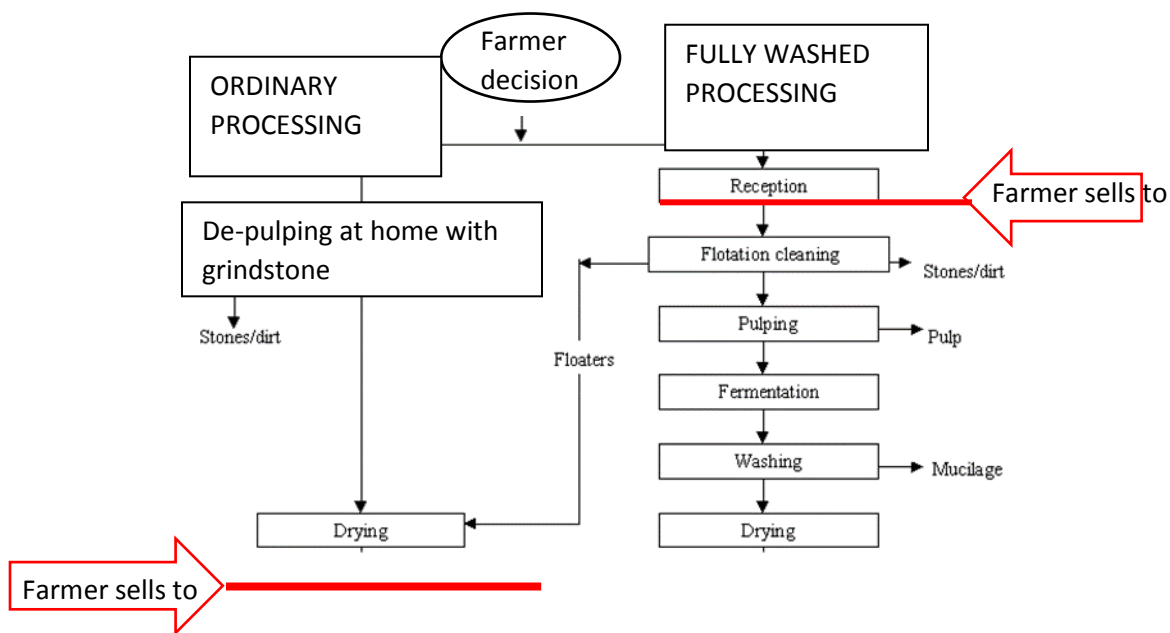 Farmer
decision
ORDINARY
PROCESSING
FULLY WASHED
PROCESSING
Reception
Farmer sells to
De-pulping at home with
grindstone
Flotation cleaning
Stones/dirt
Stones/dirt
Pulping
Pulp
Floaters
Fermentation
Washing
Mucilage
Drying
Drying
Farmer sells to